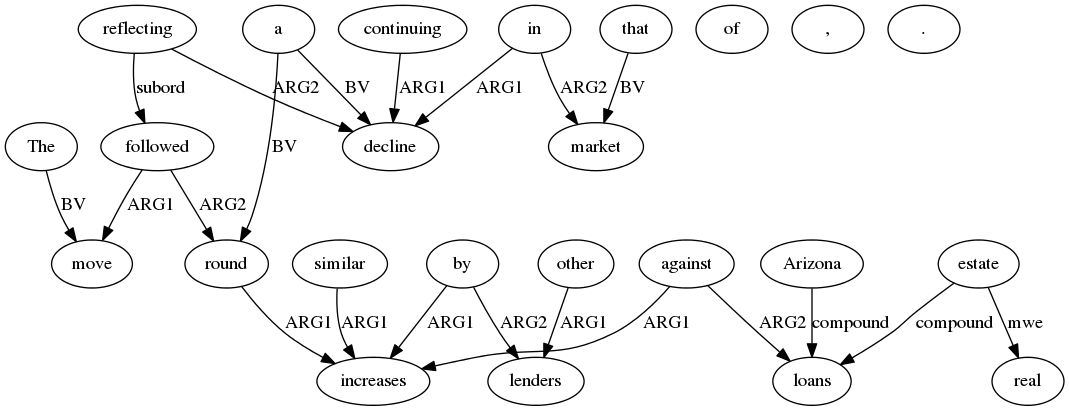 reflecting a continuing in that of , .
subord ARG2 BV ARG1 ARG1 ARG2 BV
The followed decline market
BV ARG1 ARG2 BV
move round similar by other against Arizona estate
ARG1 ARG1 ARG1 ARG2 ARG1 ARG1 ARG2 compound compound mwe
increases lenders loans real